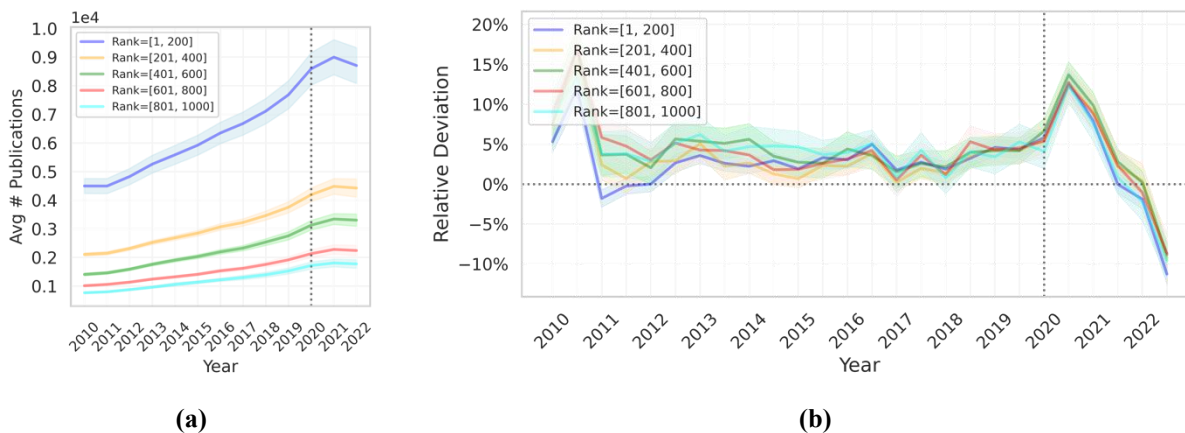 1e4
Avg # Publications
1.0
0.9
0.8
0.7
0.6
0.5
0.4
0.3
0.2
0.1
Rank=[1, 200]
Rank=[201, 400]
Rank=[401, 600]
Rank=[601, 800]
Rank=[801, 1000]
2010
2011
2012
2013
2014
2015
2016
2017
2018
2019
2020
2021
2022
Year
(a)
Relative Deviation
20%
15%
10%
5%
0%
−5%
−10%
Rank=[1, 200]
Rank=[201, 400]
Rank=[401, 600]
Rank=[601, 800]
Rank=[801, 1000]
2010
2011
2012
2013
2014
2015
2016
2017
2018
2019
2020
2021
2022
Year
(b)